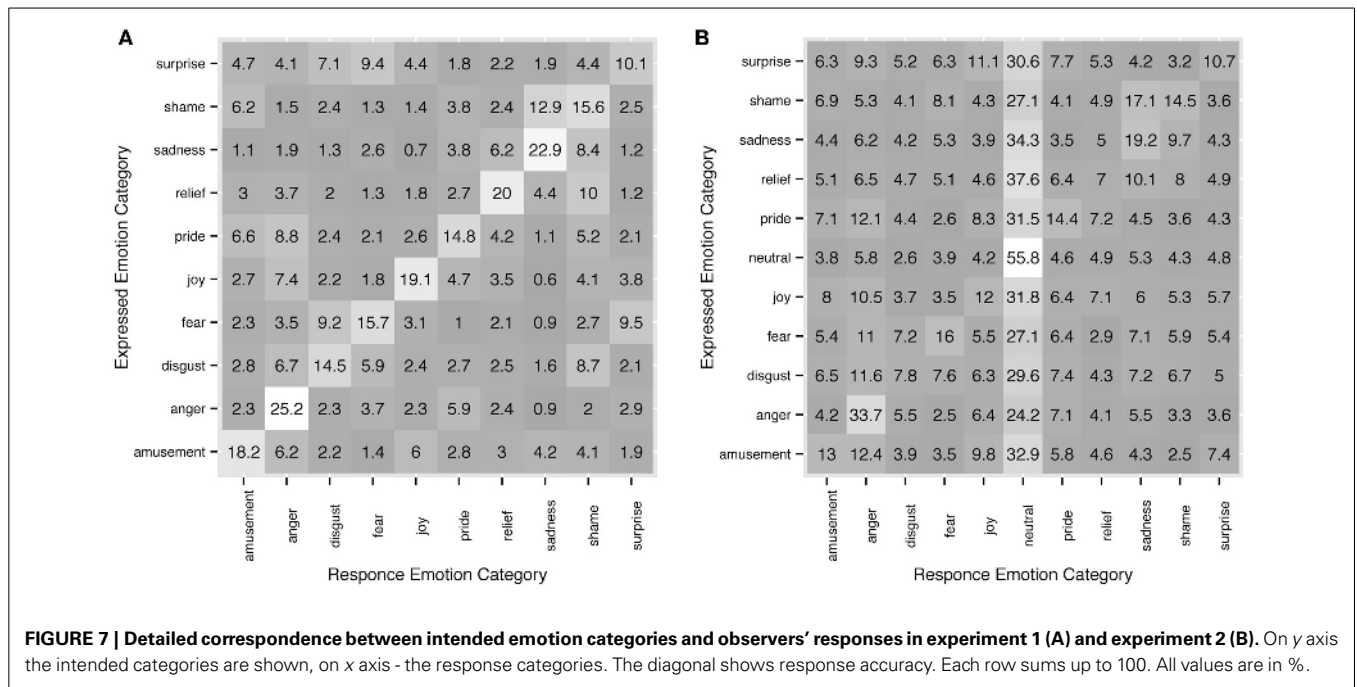 A
surprise 4.7 4.1 7.1 9.4 4.4 1.8 2.2 1.9 4.4 10.1
shame 6.2 1.5 2.4 1.3 1.4 3.8 2.4 12.9 15.6 2.5
sadness 1.1 1.9 1.3 2.6 0.7 3.8 6.2 22.9 8.4 1.2
relief 3 3.7 2 1.3 1.8 2.7 20 4.4 10 1.2
pride 6.6 8.8 2.4 2.1 2.6 14.8 4.2 1.1 5.2 2.1
joy 2.7 7.4 2.2 1.8 19.1 4.7 3.5 0.6 4.1 3.8
fear 2.3 3.5 9.2 15.7 3.1 1 2.1 0.9 2.7 9.5
disgust 2.8 6.7 14.5 5.9 2.4 2.7 2.5 1.6 8.7 2.1
anger 2.3 25.2 2.3 3.7 2.3 5.9 2.4 0.9 2 2.9
amusement 18.2 6.2 2.2 1.4 6 2.8 3 4.2 4.1 1.9
Expressed Emotion Category
amusement anger disgust fear joy pride relief sadness shame surprise
Responce Emotion Category
B
surprise 6.3 9.3 5.2 6.3 11.1 30.6 7.7 5.3 4.2 3.2 10.7
shame 6.9 5.3 4.1 8.1 4.3 27.1 4.1 4.9 17.1 14.5 3.6
sadness 4.4 6.2 4.2 5.3 3.9 34.3 3.5 5 19.2 9.7 4.3
relief 5.1 6.5 4.7 5.1 4.6 37.6 6.4 7 10.1 8 4.9
pride 7.1 12.1 4.4 2.6 8.3 31.5 14.4 7.2 4.5 3.6 4.3
neutral 3.8 5.8 2.6 3.9 4.2 55.8 4.6 4.9 5.3 4.3 4.8
joy 8 10.5 3.7 3.5 12 31.8 6.4 7.1 6 5.3 5.7
fear 5.4 11 7.2 16 5.5 27.1 6.4 2.9 7.1 5.9 5.4
disgust 6.5 11.6 7.8 7.6 6.3 29.6 7.4 4.3 7.2 6.7 5
anger 4.2 33.7 5.5 2.5 6.4 24.2 7.1 4.1 5.5 3.3 3.6
amusement 13 12.4 3.9 3.5 9.8 32.9 5.8 4.6 4.3 2.5 7.4
Expressed Emotion Category
amusement anger disgust fear joy neutral pride relief sadness shame surprise
Responce Emotion Category
FIGURE 7 | Detailed correspondence between intended emotion categories and observers' responses in experiment 1 (A) and experiment 2 (B). On y axis
the intended categories are shown, on x axis - the response categories. The diagonal shows response accuracy. Each row sums up to 100. All values are in %.